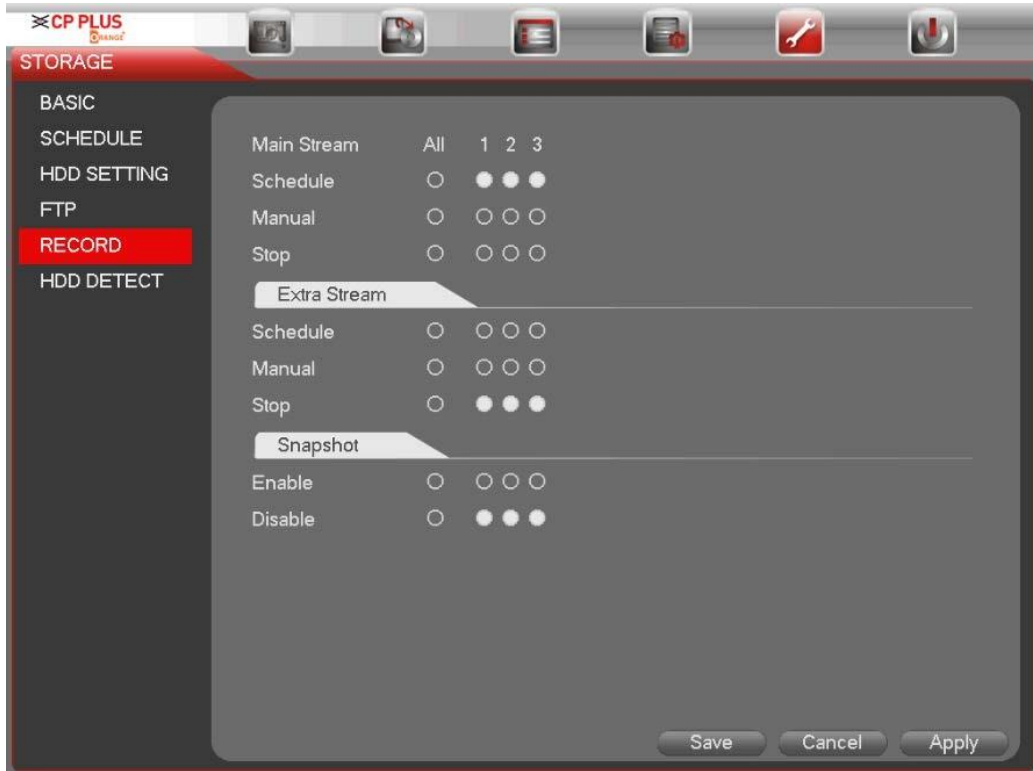 CP PLUS
ORANGE
STORAGE
BASIC
SCHEDULE
HDD SETTING
FTP
RECORD
HDD DETECT
Main Stream All 1 2 3
Schedule
Manual
Stop
Extra Stream
Schedule
Manual
Stop
Snapshot
Enable
Disable
Save Cancel Apply